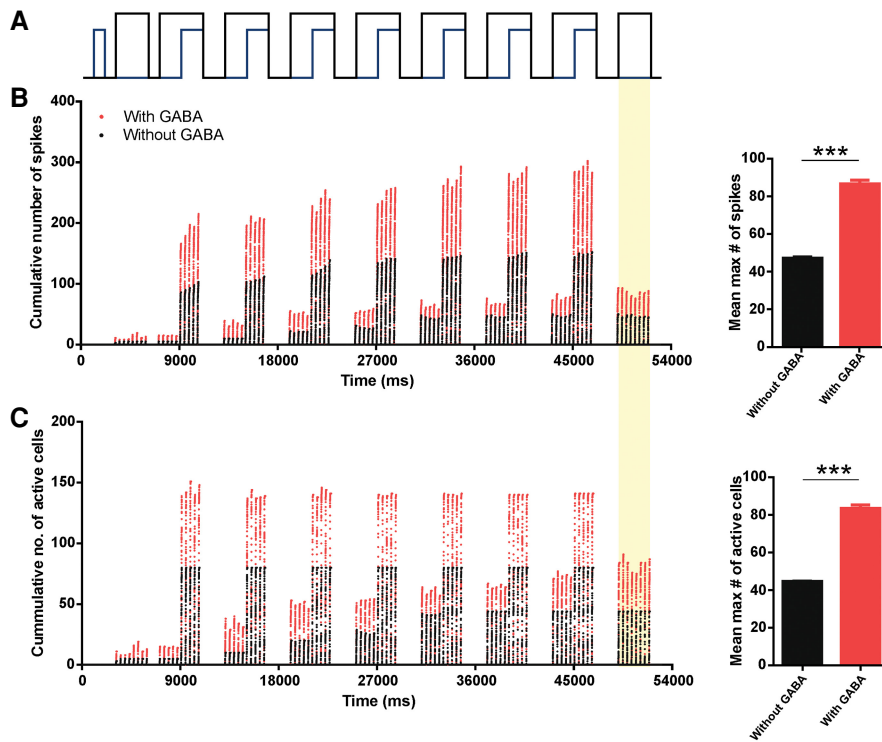 A
B
400
300
200
100
0
Cumulative number of spikes
With GABA
Without GABA
0 9000 18000 27000 36000 45000 54000
Time (ms)
100
80
60
40
20
0
Mean max # of spikes
***
Without GABA
With GABA
C
200
150
100
50
0
Cummulative no. of active cells
0 9000 18000 27000 36000 45000 54000
Time (ms)
100
80
60
40
20
0
Mean max # of active cells
***
Without GABA
With GABA